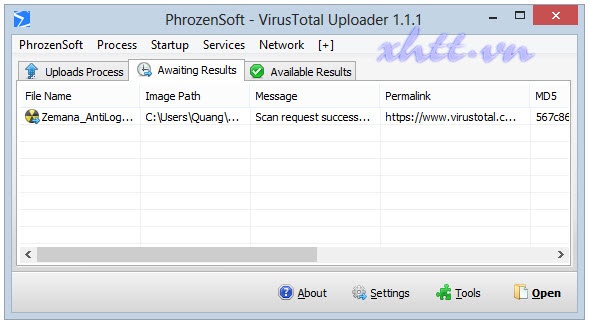 PhrozenSoft - VirusTotal Uploader 1.1.1
PhrozenSoft Process Startup Services Network [+]
xhtt.vn
Uploads Process Awaiting Results Available Results
File Name Image Path Message Permalink MD5
Zemana_AntiLog... C:\Users\Quang\... Scan request success... https://www.virustotal.c... 567c86
About Settings Tools Open